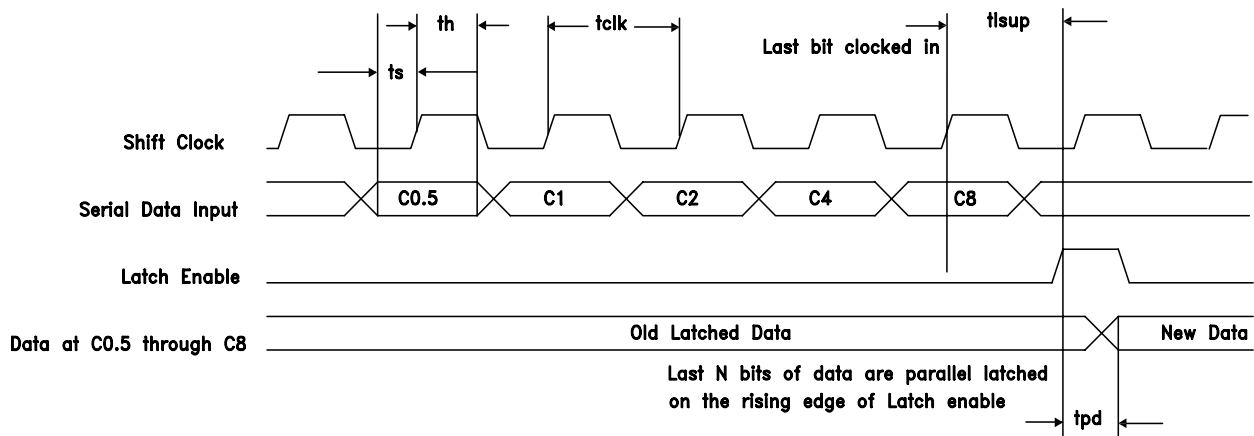 th
tclk
tlsup
Last bit clocked in
ts
Shift Clock
C0.5 C1 C2 C4 C8
Serial Data Input
Latch Enable
Data at C0.5 through C8
Old Latched Data
New Data
Last N bits of data are parallel latched
on the rising edge of Latch enable
tpd